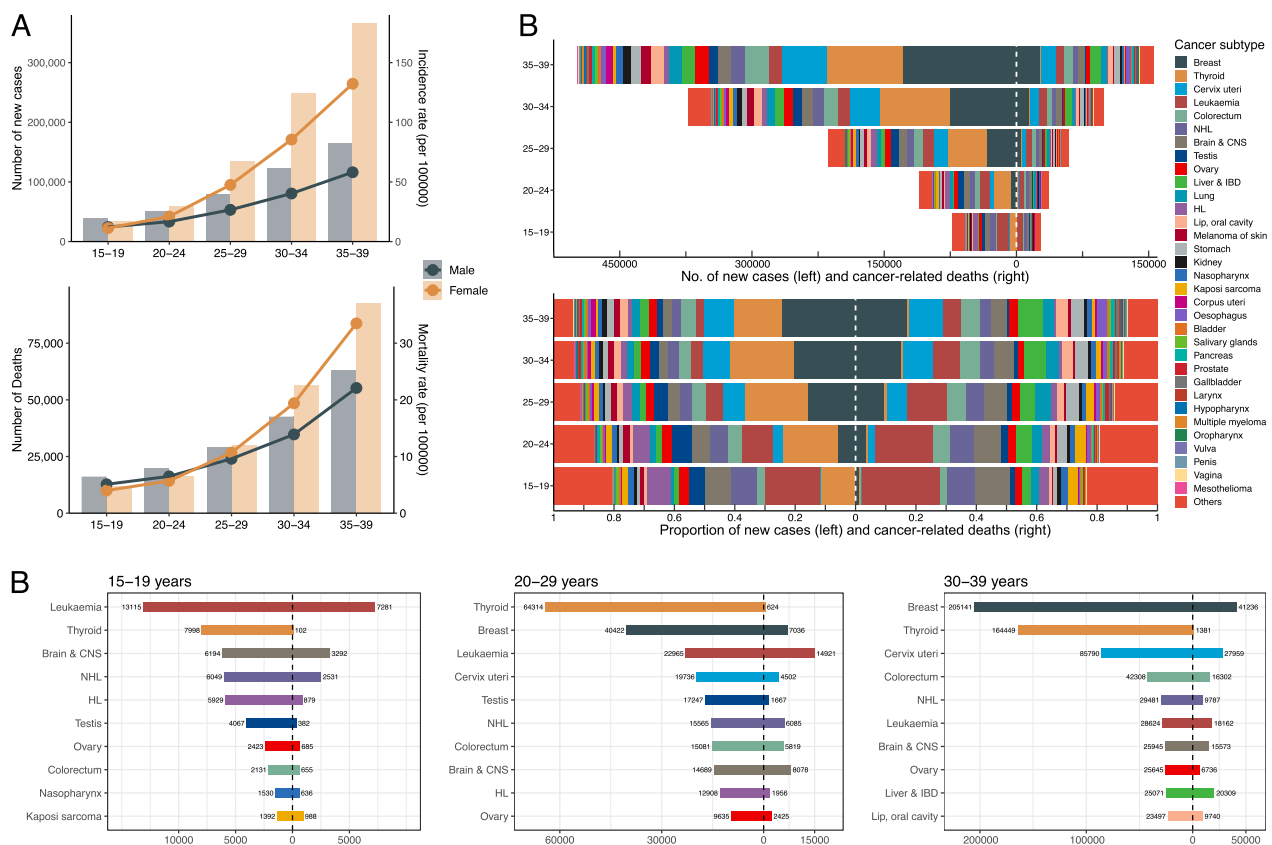 A
Number of new cases
300,000
200,000
100,000
0
150
100
50
0
Incidence rate (per 100000)
15−19
20−24
25−29
30−34
35−39
Male
Female
Number of Deaths
75,000
50,000
25,000
0
30
20
10
0
Mortality rate (per 100000)
15−19
20−24
25−29
30−34
35−39
B
35−39
30−34
25−29
20−24
15−19
450000
300000
150000
0
150000
No. of new cases (left) and cancer-related deaths (right)
35−39
30−34
25−29
20−24
15−19
1
0.8
0.6
0.4
0.2
0
0.2
0.4
0.6
0.8
1
Proportion of new cases (left) and cancer-related deaths (right)
Cancer subtype
Breast
Thyroid
Cervix uteri
Leukaemia
Colorectum
NHL
Brain & CNS
Testis
Ovary
Liver & IBD
Lung
HL
Lip, oral cavity
Melanoma of skin
Stomach
Kidney
Nasopharynx
Kaposi sarcoma
Corpus uteri
Oesophagus
Bladder
Salivary glands
Pancreas
Prostate
Gallbladder
Larynx
Hypopharynx
Multiple myeloma
Oropharynx
Vulva
Penis
Vagina
Mesothelioma
Others
B
15−19 years
Leukaemia 13115 7281
Thyroid 7998 102
Brain & CNS 6194 3292
NHL 6049 2531
HL 5929 879
Testis 4067 382
Ovary 2423 685
Colorectum 2131 655
Nasopharynx 1530 636
Kaposi sarcoma 1392 988
10000 5000 0 5000
20−29 years
Thyroid 64314 624
Breast 40422 7036
Leukaemia 22965 14921
Cervix uteri 19736 4502
Testis 17247 1667
NHL 15565 6085
Colorectum 15081 5819
Brain & CNS 14689 8078
HL 12908 1956
Ovary 9635 2425
60000 30000 0 15000
30−39 years
Breast 205141 41236
Thyroid 164449 1381
Cervix uteri 85790 27959
Colorectum 42308 16302
NHL 29481 9787
Leukaemia 28624 18162
Brain & CNS 25945 15573
Ovary 25645 6736
Liver & IBD 25071 20309
Lip, oral cavity 23497 9740
200000 100000 0 50000